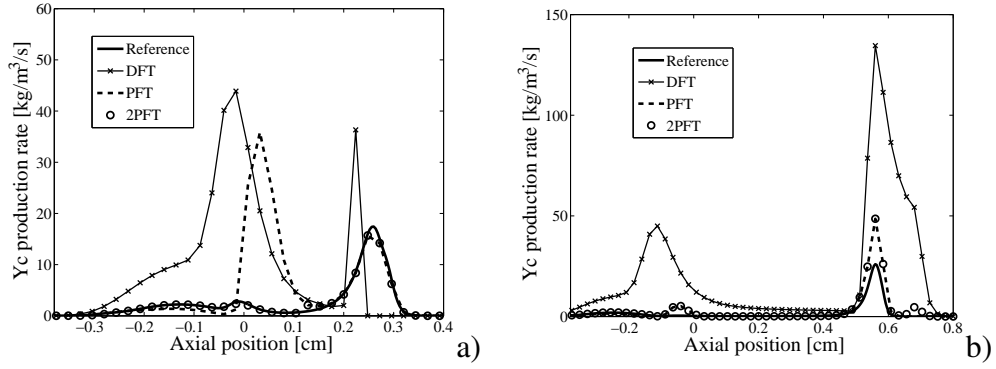 60
50
40
30
20
10
0
Yc production rate [kg/m³/s]
Reference
DFT
PFT
2PFT
−0.3 −0.2 −0.1 0 0.1 0.2 0.3 0.4
Axial position [cm]
a)
150
100
50
0
Yc production rate [kg/m³/s]
Reference
DFT
PFT
2PFT
−0.2 0 0.2 0.4 0.6 0.8
Axial position [cm]
b)